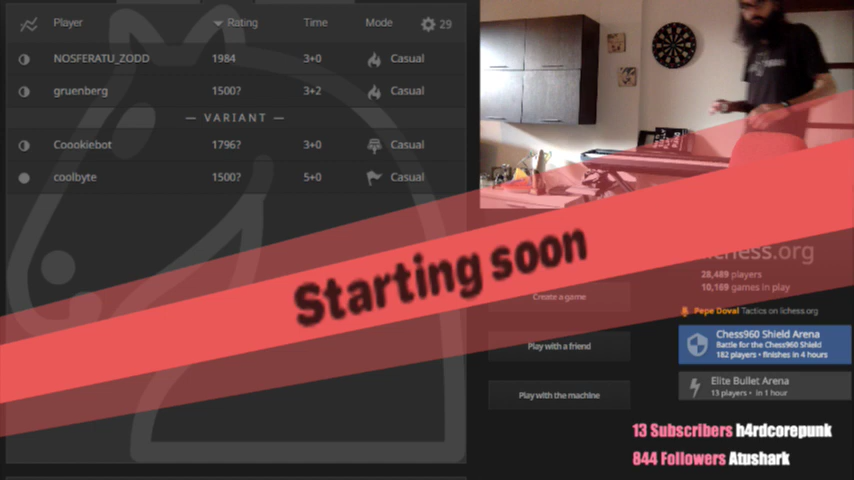 Player Rating Time Mode 29
NOSFERATU_ZODD 1984 3+0 Casual
gruenberg 1500? 3+2 Casual
— VARIANT —
Coookiebot 1796? 3+0 Casual
coolbyte 1500? 5+0 Casual
Starting soon
lichess.org
28,489 players
10,169 games in play
Create a game
Pepe Doval Tactics on lichess.org
Play with a friend
Chess960 Shield Arena
Battle for the Chess960 Shield
182 players • finishes in 4 hours
Play with the machine
Elite Bullet Arena
13 players • in 1 hour
13 Subscribers h4rdcorepunk
844 Followers Atushark